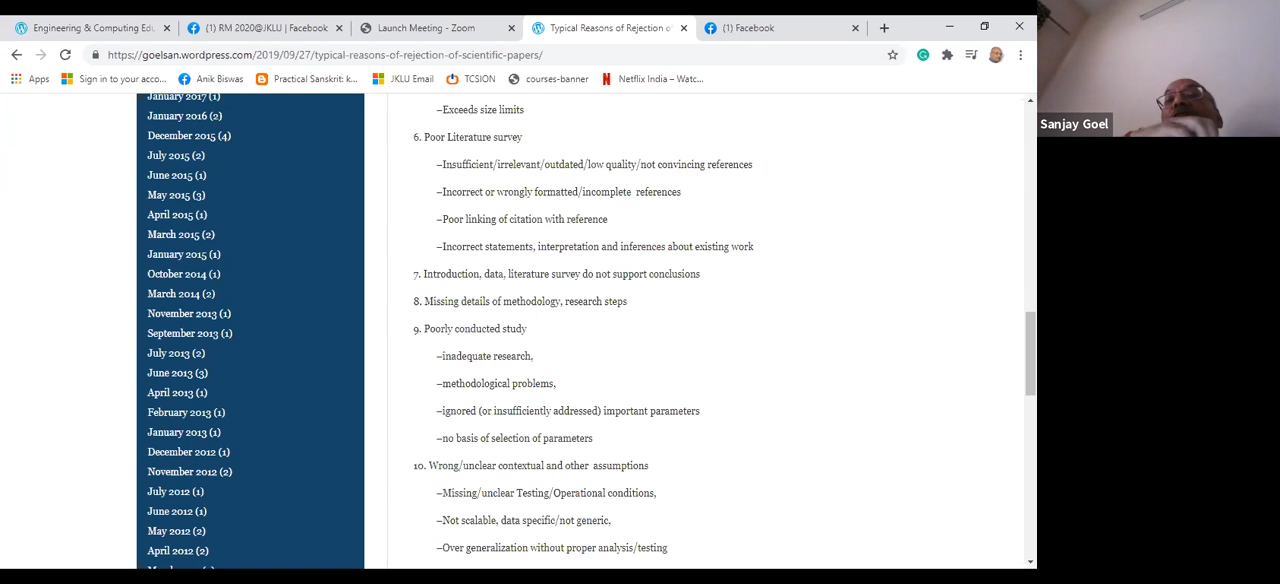 Engineering & Computing Edu
(1) RM 2020@JKLU | Facebook
Launch Meeting - Zoom
Typical Reasons of Rejection of
(1) Facebook
https://goelsan.wordpress.com/2019/09/27/typical-reasons-of-rejection-of-scientific-papers/
Apps
Sign in to your acco...
Anik Biswas
Practical Sanskrit: k...
JKLU Email
TCSION
courses-banner
Netflix India – Watc...
January 2017 (1)
January 2016 (2)
December 2015 (4)
July 2015 (2)
June 2015 (1)
May 2015 (3)
April 2015 (1)
March 2015 (2)
January 2015 (1)
October 2014 (1)
March 2014 (2)
November 2013 (1)
September 2013 (1)
July 2013 (2)
June 2013 (3)
April 2013 (1)
February 2013 (1)
January 2013 (1)
December 2012 (1)
November 2012 (2)
July 2012 (1)
June 2012 (1)
May 2012 (2)
April 2012 (2)
–Exceeds size limits
6. Poor Literature survey
–Insufficient/irrelevant/outdated/low quality/not convincing references
–Incorrect or wrongly formatted/incomplete references
–Poor linking of citation with reference
–Incorrect statements, interpretation and inferences about existing work
7. Introduction, data, literature survey do not support conclusions
8. Missing details of methodology, research steps
9. Poorly conducted study
–inadequate research,
–methodological problems,
–ignored (or insufficiently addressed) important parameters
–no basis of selection of parameters
10. Wrong/unclear contextual and other assumptions
–Missing/unclear Testing/Operational conditions,
–Not scalable, data specific/not generic,
–Over generalization without proper analysis/testing
Sanjay Goel